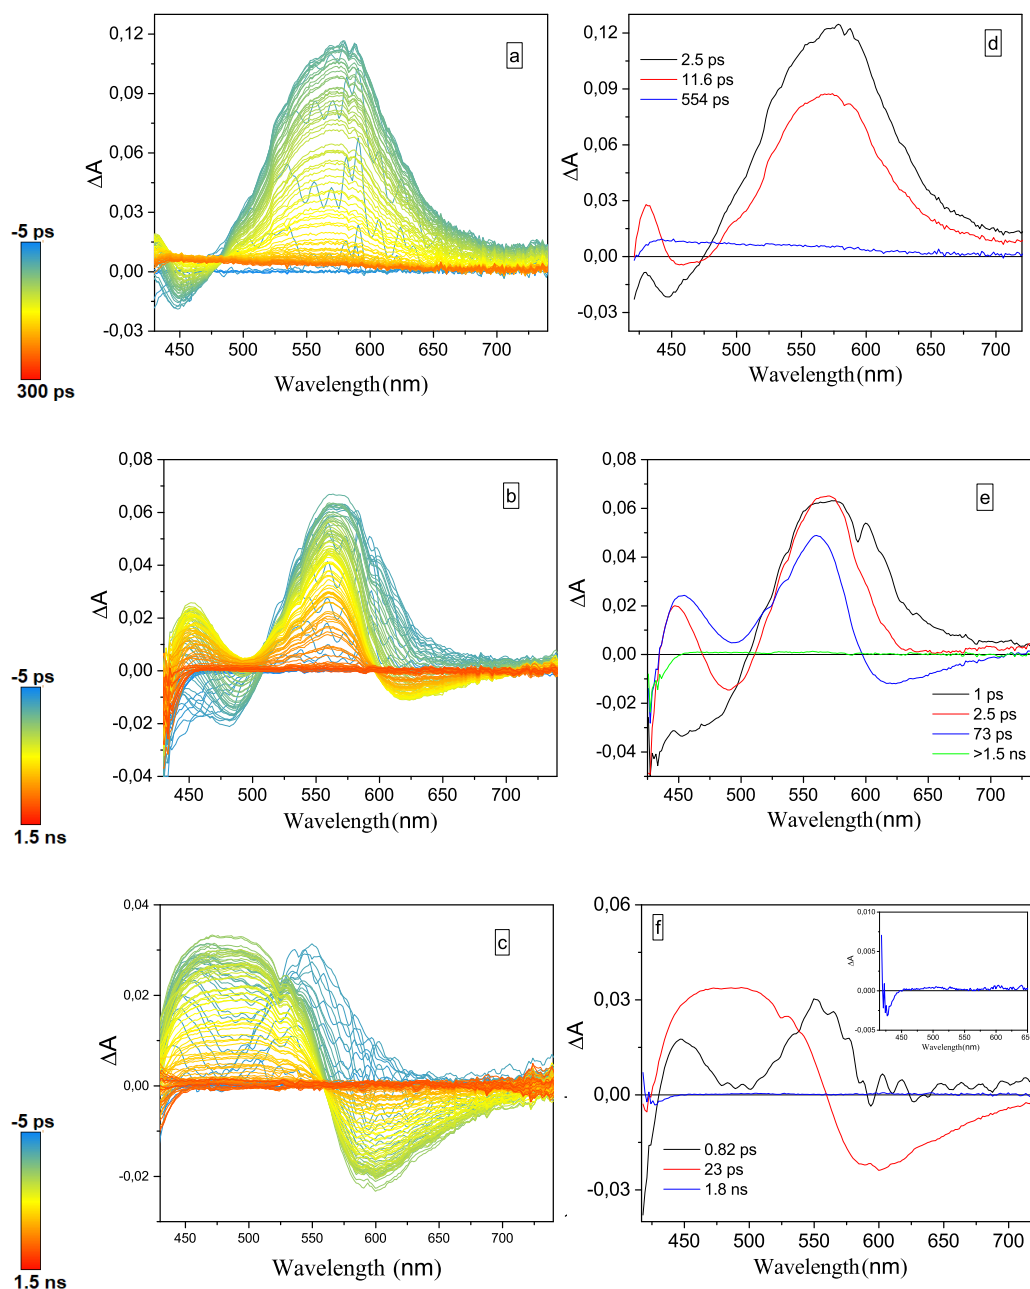 a
0,12
0,09
0,06
0,03
0,00
-0,03
ΔA
450 500 550 600 650 700
Wavelength(nm)
-5 ps
300 ps
d
2.5 ps
11.6 ps
554 ps
0,12
0,09
0,06
0,03
0,00
-0,03
ΔA
450 500 550 600 650 700
Wavelength(nm)
b
0,08
0,06
0,04
0,02
0,00
-0,02
-0,04
ΔA
450 500 550 600 650 700
Wavelength(nm)
-5 ps
1.5 ns
e
0,08
0,06
0,04
0,02
0,00
-0,02
-0,04
ΔA
1 ps
2.5 ps
73 ps
>1.5 ns
450 500 550 600 650 700
Wavelength(nm)
c
0,04
0,02
0,00
-0,02
ΔA
450 500 550 600 650 700
Wavelength (nm)
-5 ps
1.5 ns
f
0,06
0,03
0,00
-0,03
ΔA
0.82 ps
23 ps
1.8 ns
450 500 550 600 650 700
Wavelength(nm)
0,010
0,005
0,000
-0,005
ΔA
450 500 550 600 650
Wavelength(nm)